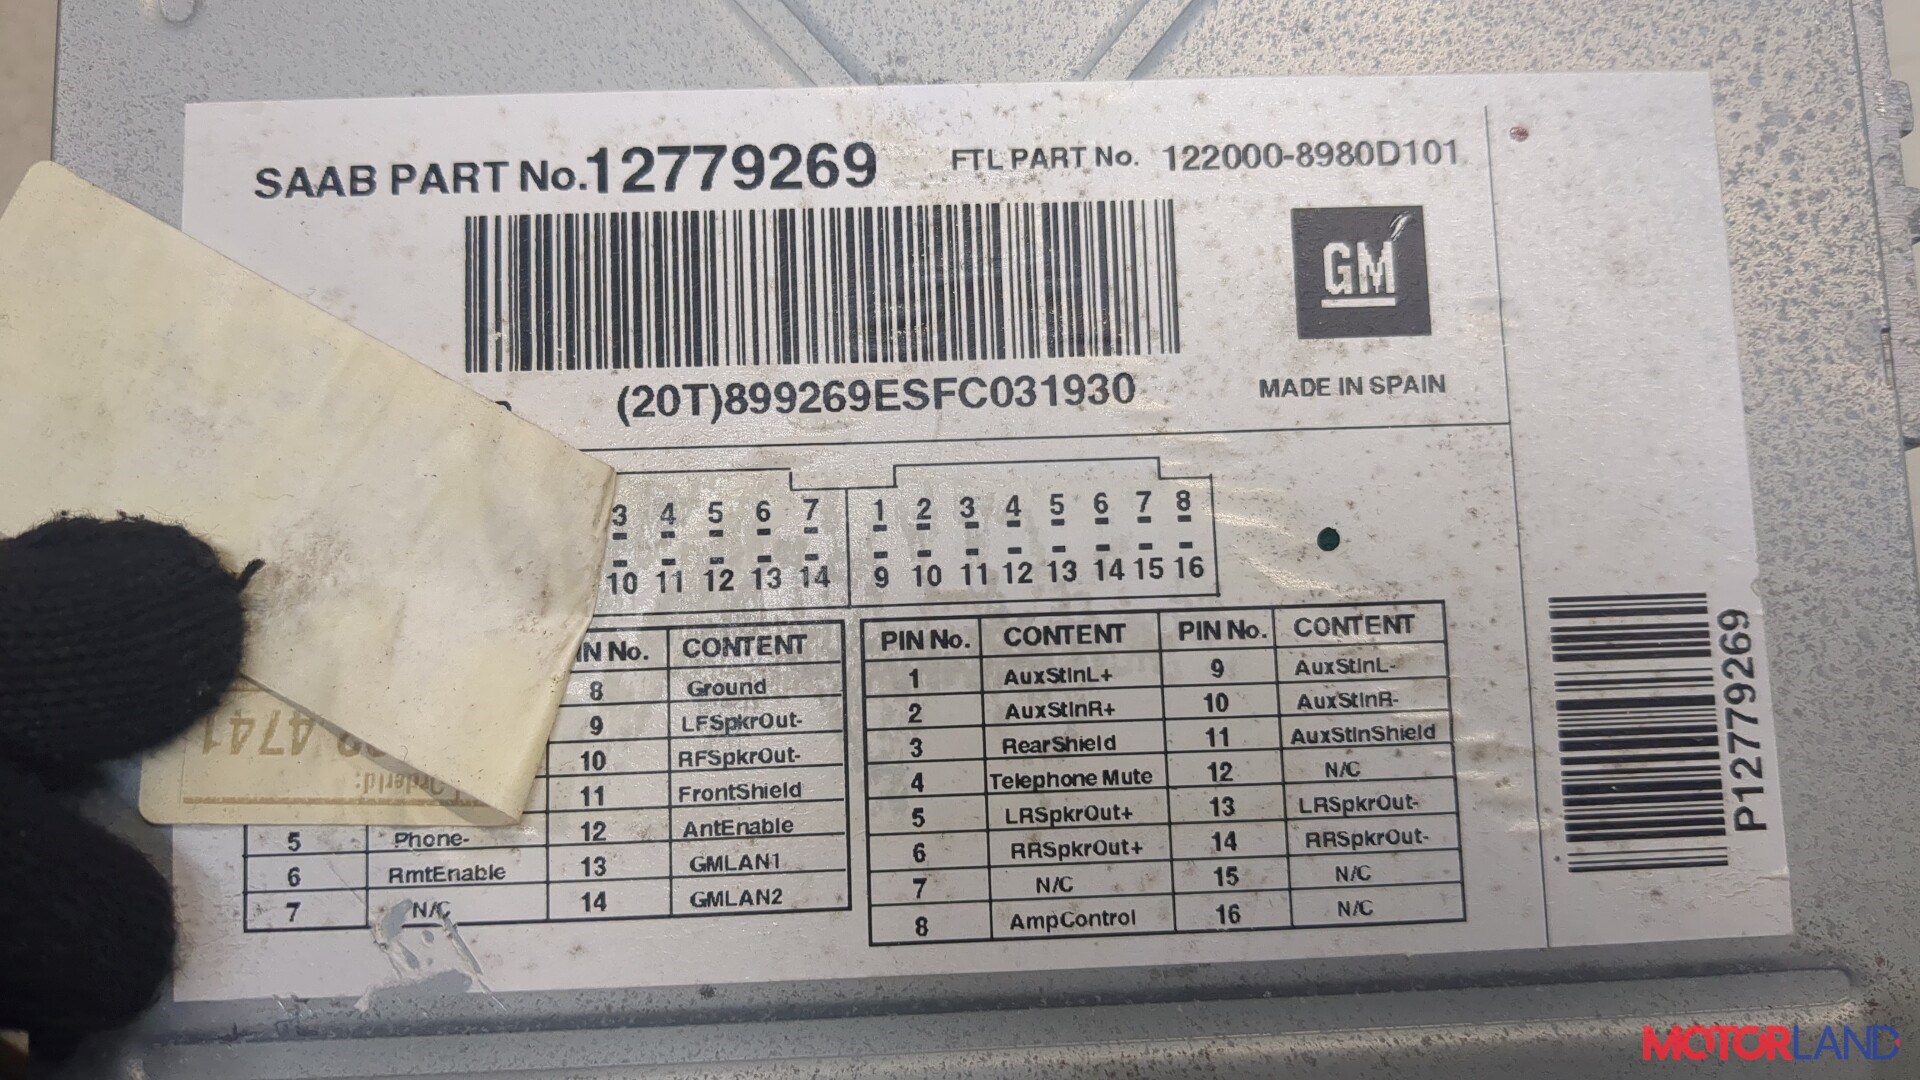 SAAB PART No.12779269
FTL PART No. 122000-8980D101
GM
(20T)899269ESFC031930
MADE IN SPAIN
3 4 5 6 7
10 11 12 13 14
1 2 3 4 5 6 7 8
9 10 11 12 13 14 15 16
IN No. CONTENT
8 Ground
9 LFSpkrOut-
10 RFSpkrOut-
11 FrontShield
5 Phone- 12 AntEnable
6 RmtEnable 13 GMLAN1
7 N/C 14 GMLAN2
PIN No. CONTENT PIN No. CONTENT
1 AuxStInL+ 9 AuxStInL-
2 AuxStInR+ 10 AuxStInR-
3 RearShield 11 AuxStInShield
4 Telephone Mute 12 N/C
5 LRSpkrOut+ 13 LRSpkrOut-
6 RRSpkrOut+ 14 RRSpkrOut-
7 N/C 15 N/C
8 AmpControl 16 N/C
P12779269
4741
OrderId:
MOTORLAND